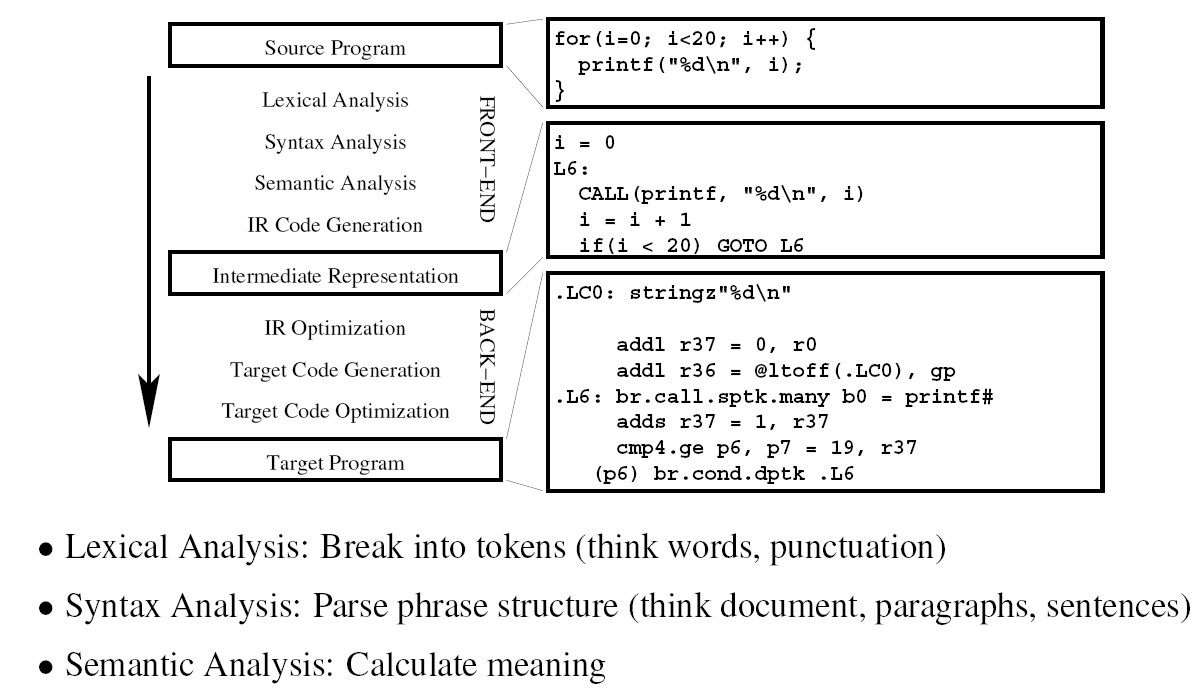 Source Program
Lexical Analysis
Syntax Analysis
Semantic Analysis
IR Code Generation
FRONT−END
Intermediate Representation
IR Optimization
Target Code Generation
Target Code Optimization
BACK−END
Target Program
for(i=0; i<20; i++) {
  printf("%d\n", i);
}
i = 0
L6:
  CALL(printf, "%d\n", i)
  i = i + 1
  if(i < 20) GOTO L6
.LC0: stringz"%d\n"
     addl r37 = 0, r0
     addl r36 = @ltoff(.LC0), gp
.L6: br.call.sptk.many b0 = printf#
     adds r37 = 1, r37
     cmp4.ge p6, p7 = 19, r37
   (p6) br.cond.dptk .L6
• Lexical Analysis: Break into tokens (think words, punctuation)
• Syntax Analysis: Parse phrase structure (think document, paragraphs, sentences)
• Semantic Analysis: Calculate meaning